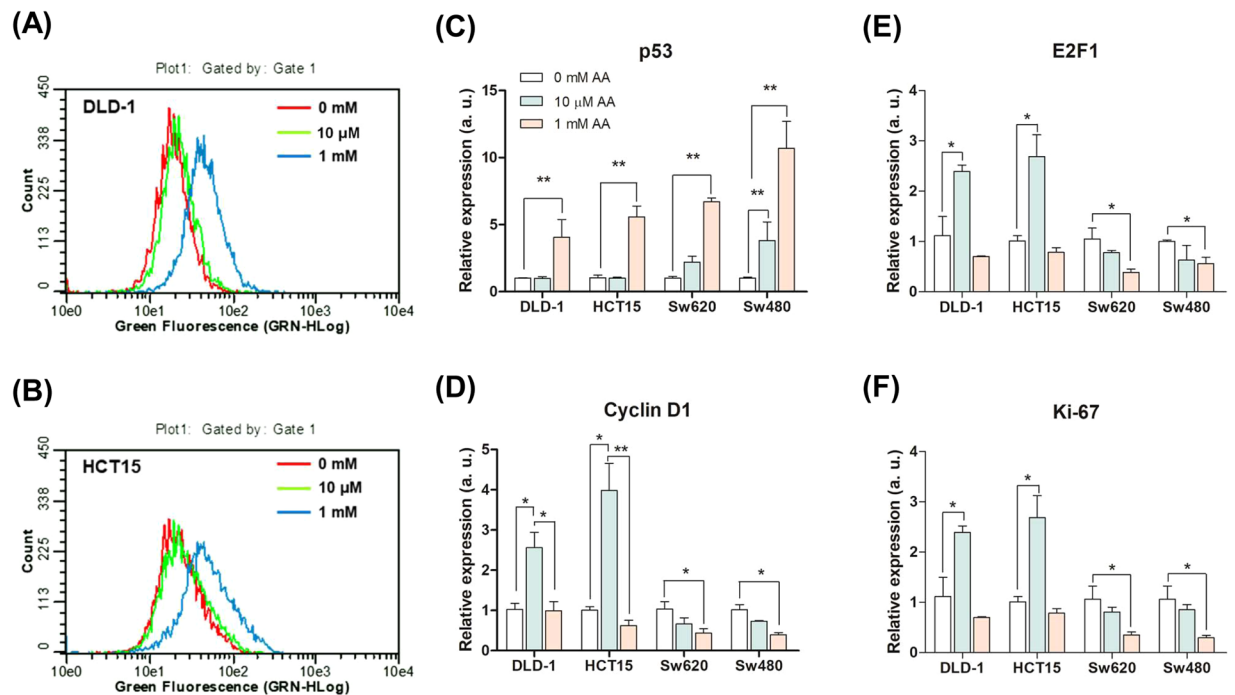 (A)
Plot1: Gated by: Gate 1
DLD-1
0 mM
10 µM
1 mM
450
338
225
113
0
Count
10e0
10e1
10e2
10e3
10e4
Green Fluorescence (GRN-HLog)
(B)
Plot1: Gated by: Gate 1
HCT15
0 mM
10 µM
1 mM
450
338
225
113
0
Count
10e0
10e1
10e2
10e3
10e4
Green Fluorescence (GRN-HLog)
(C)
p53
0 mM AA
10 µM AA
1 mM AA
Relative expression (a. u.)
15
10
5
0
**
**
**
**
**
DLD-1
HCT15
Sw620
Sw480
(D)
Cyclin D1
Relative expression (a. u.)
5
4
3
2
1
0
*
*
*
**
*
*
DLD-1
HCT15
Sw620
Sw480
(E)
E2F1
Relative expression (a. u.)
4
3
2
1
0
*
*
*
*
DLD-1
HCT15
Sw620
Sw480
(F)
Ki-67
Relative expression (a. u.)
4
3
2
1
0
*
*
*
*
DLD-1
HCT15
Sw620
Sw480